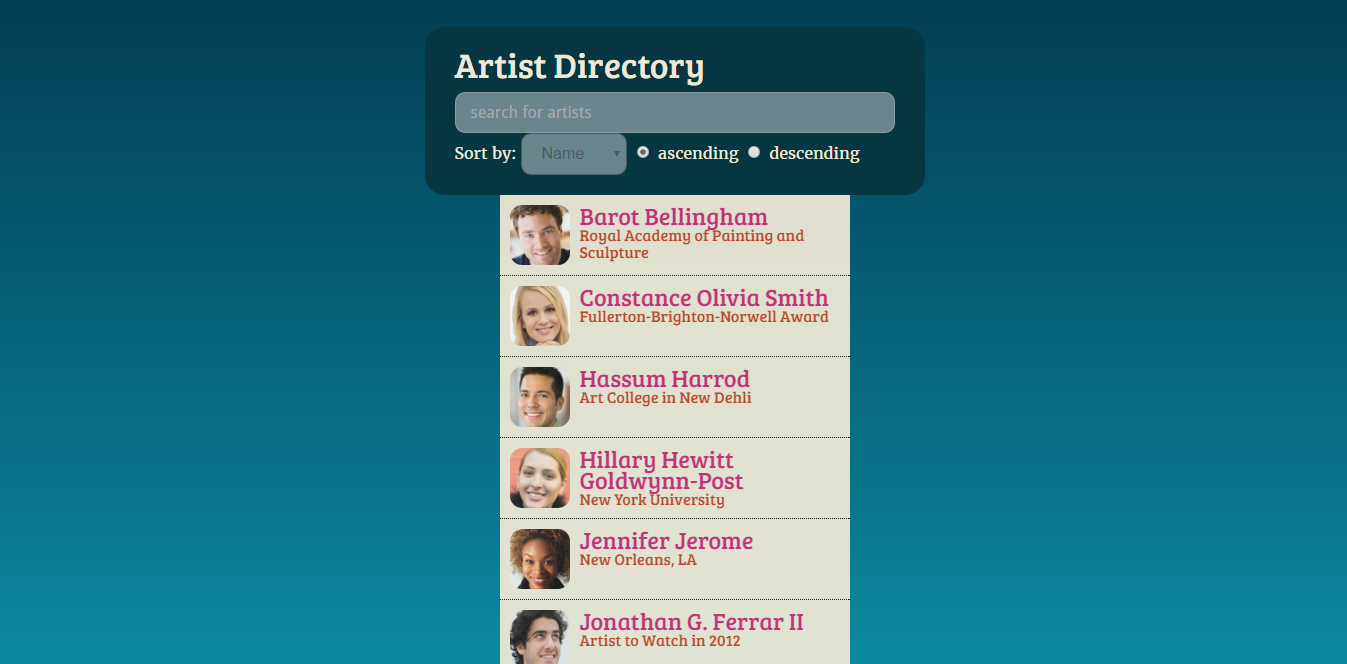 Artist Directory
search for artists
Sort by: Name ascending descending
Barot Bellingham
Royal Academy of Painting and
Sculpture
Constance Olivia Smith
Fullerton-Brighton-Norwell Award
Hassum Harrod
Art College in New Dehli
Hillary Hewitt
Goldwynn-Post
New York University
Jennifer Jerome
New Orleans, LA
Jonathan G. Ferrar II
Artist to Watch in 2012